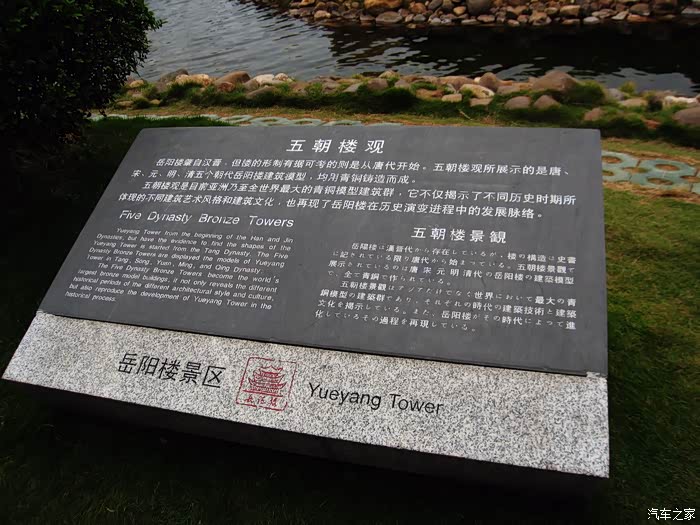 五朝楼观
岳阳楼肇自汉晋，但楼的形制有据可考的则是从唐代开始。五朝楼观所展示的是唐、
宋、元、明、清五个朝代岳阳楼建筑模型，均用青铜铸造而成。
五朝楼观是目前亚洲乃至全世界最大的青铜模型建筑群，它不仅揭示了不同历史时期所
体现的不同建筑艺术风格和建筑文化，也再现了岳阳楼在历史演变进程中的发展脉络。
Five Dynasty Bronze Towers
Yueyang Tower from the beginning of the Han and Jin
Dynasties, but have the evidence to find the shapes of the
Yueyang Tower is started from the Tang Dynasty. The Five
Dynasty Bronze Towers are displayed the models of Yueyang
Tower in Tang, Song, Yuan, Ming, and Qing Dynasty.
The Five Dynasty Bronze Towers become the world's
largest bronze model buildings, it not only reveals the different
historical periods of the different architectural style and culture,
but also reproduce the development of Yueyang Tower in the
historical process.
五朝楼景観
岳陽楼は漢晋代から存在しているが、楼の構造は史書
に記されている限り唐代から始まっている。五朝楼景観で
展示されているのは唐 宋 元 明 清代の岳陽楼の建築模型
で、全て青銅で作られている。
五朝楼景観はアジアだけでなく世界において最大の青
銅模型の建築群であり、それぞれの時代の建築技術と建築
文化を掲示している。また、岳陽楼がその時代によって進
化しているその過程を再現している。
岳阳楼景区
岳阳楼
Yueyang Tower
汽车之家